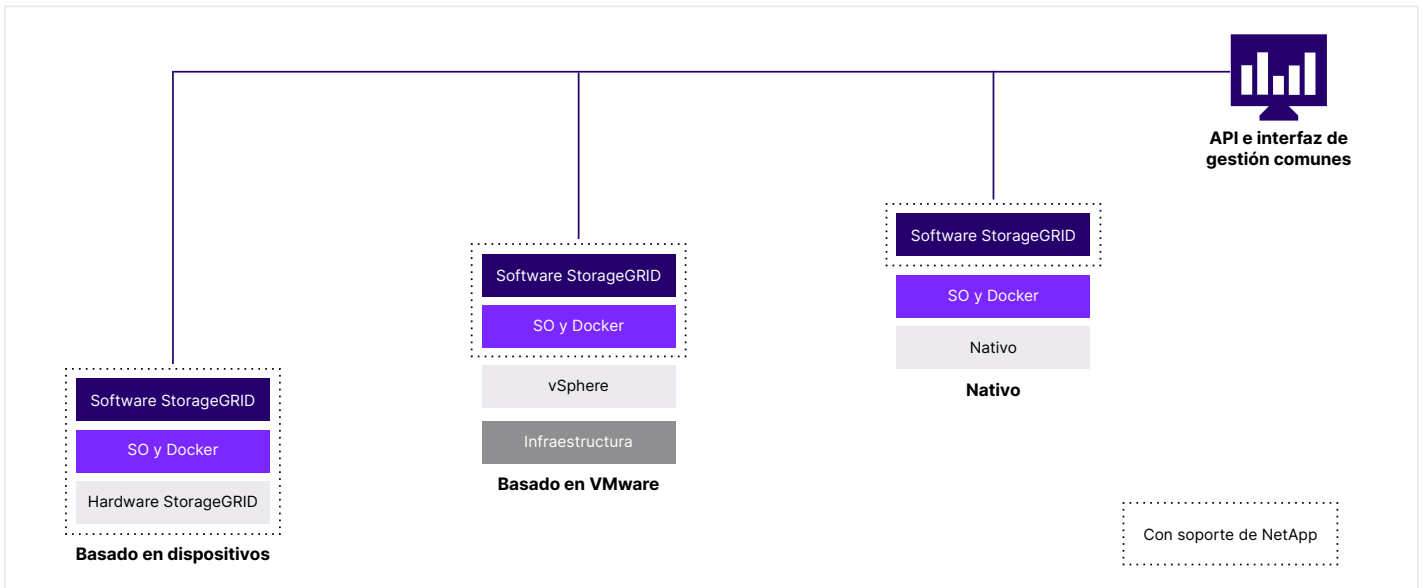 API e interfaz de
gestión comunes
Software StorageGRID
SO y Docker
Nativo
Nativo
Software StorageGRID
SO y Docker
vSphere
Infraestructura
Basado en VMware
Software StorageGRID
SO y Docker
Hardware StorageGRID
Basado en dispositivos
Con soporte de NetApp